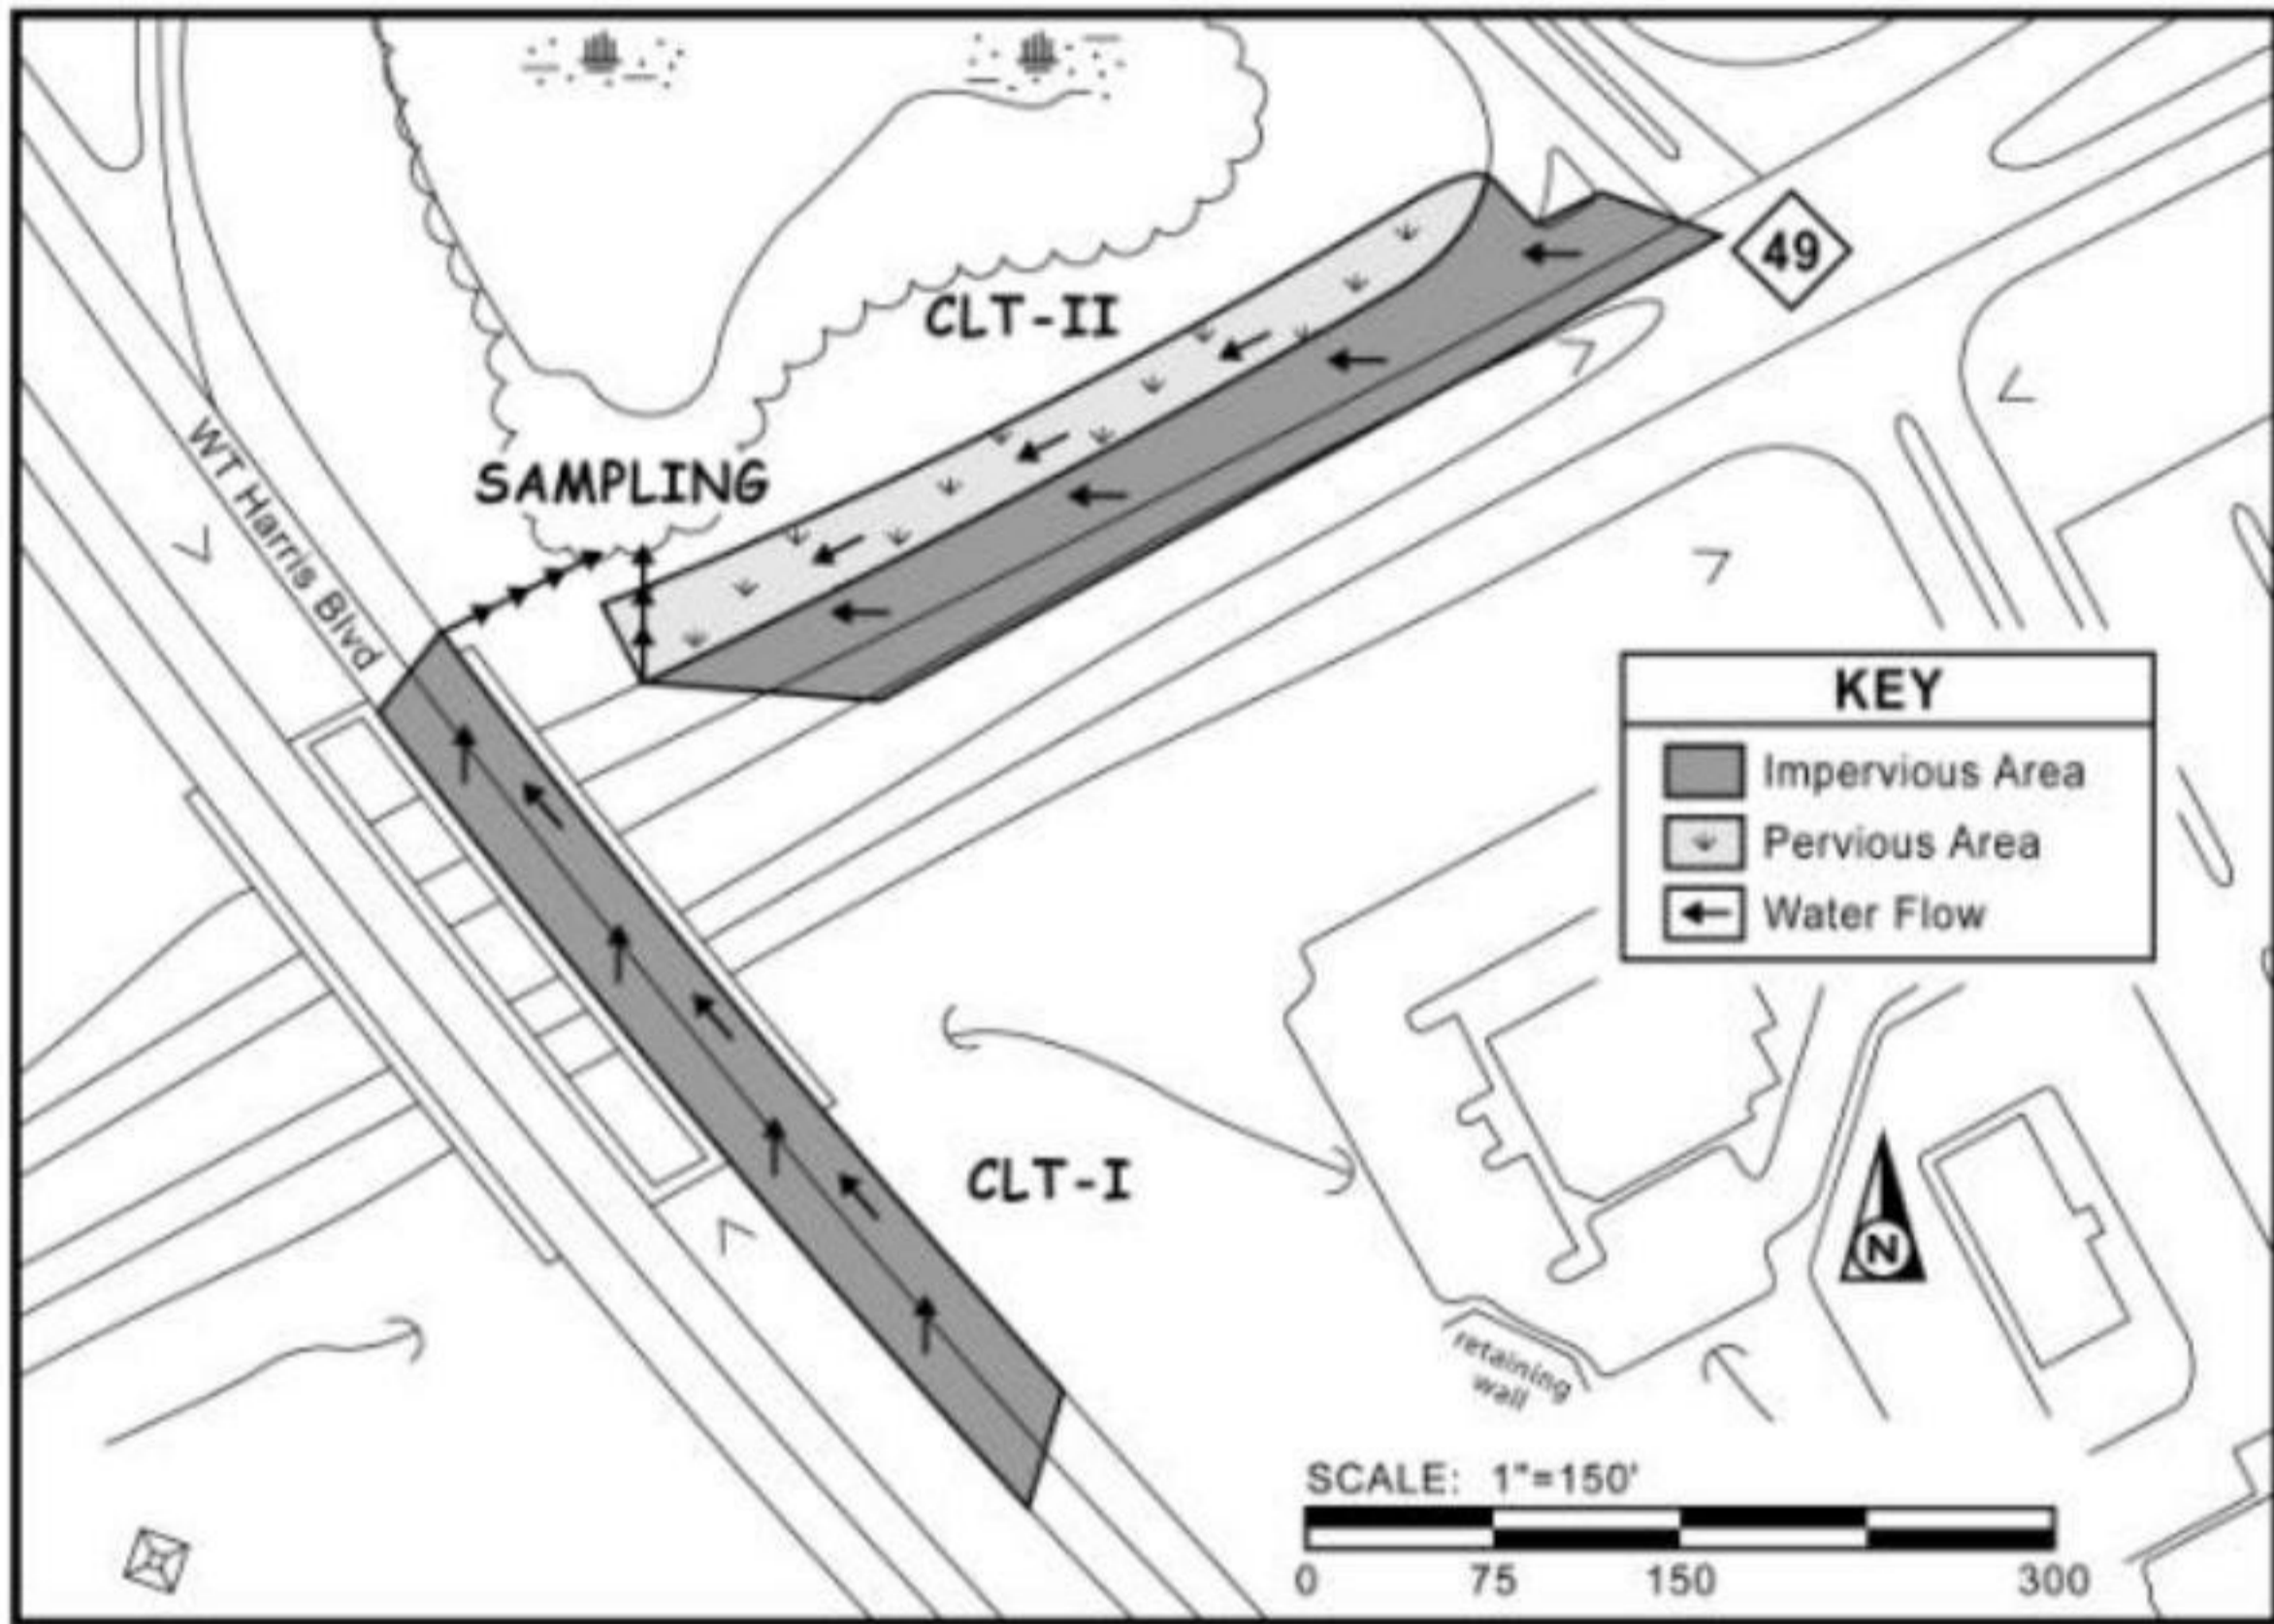 49
CLT-II
SAMPLING
WT Harris Blvd
KEY
Impervious Area
Pervious Area
Water Flow
CLT-I
N
retaining
wall
SCALE: 1"=150'
0 75 150 300